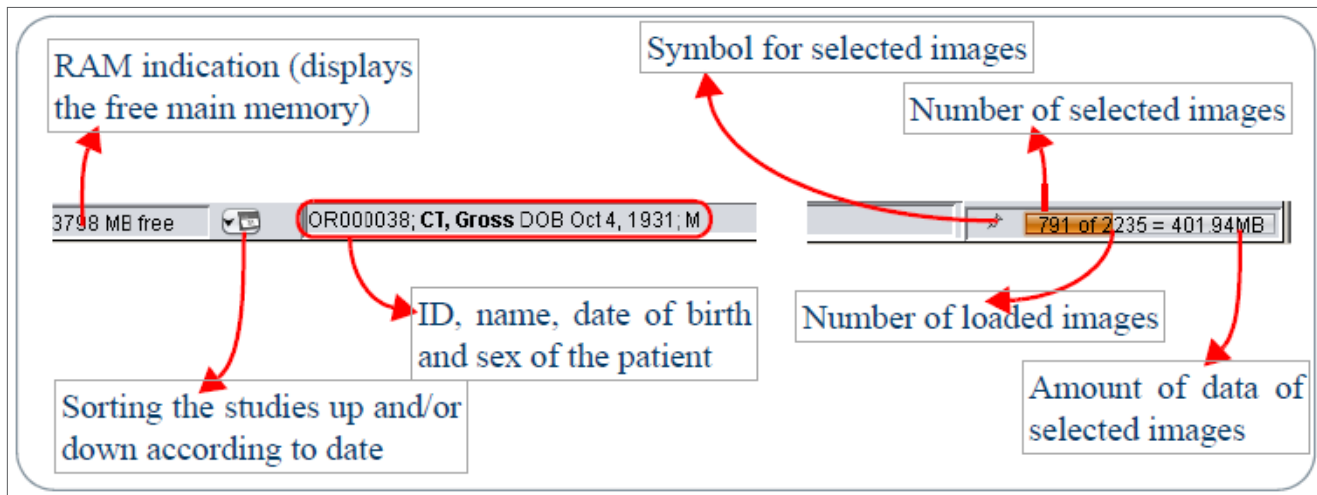 RAM indication (displays
the free main memory)
Symbol for selected images
Number of selected images
3798 MB free
OR000038; CT, Gross DOB Oct 4, 1931; M
791 of 2235 = 401.94MB
ID, name, date of birth
and sex of the patient
Number of loaded images
Sorting the studies up and/or
down according to date
Amount of data of
selected images